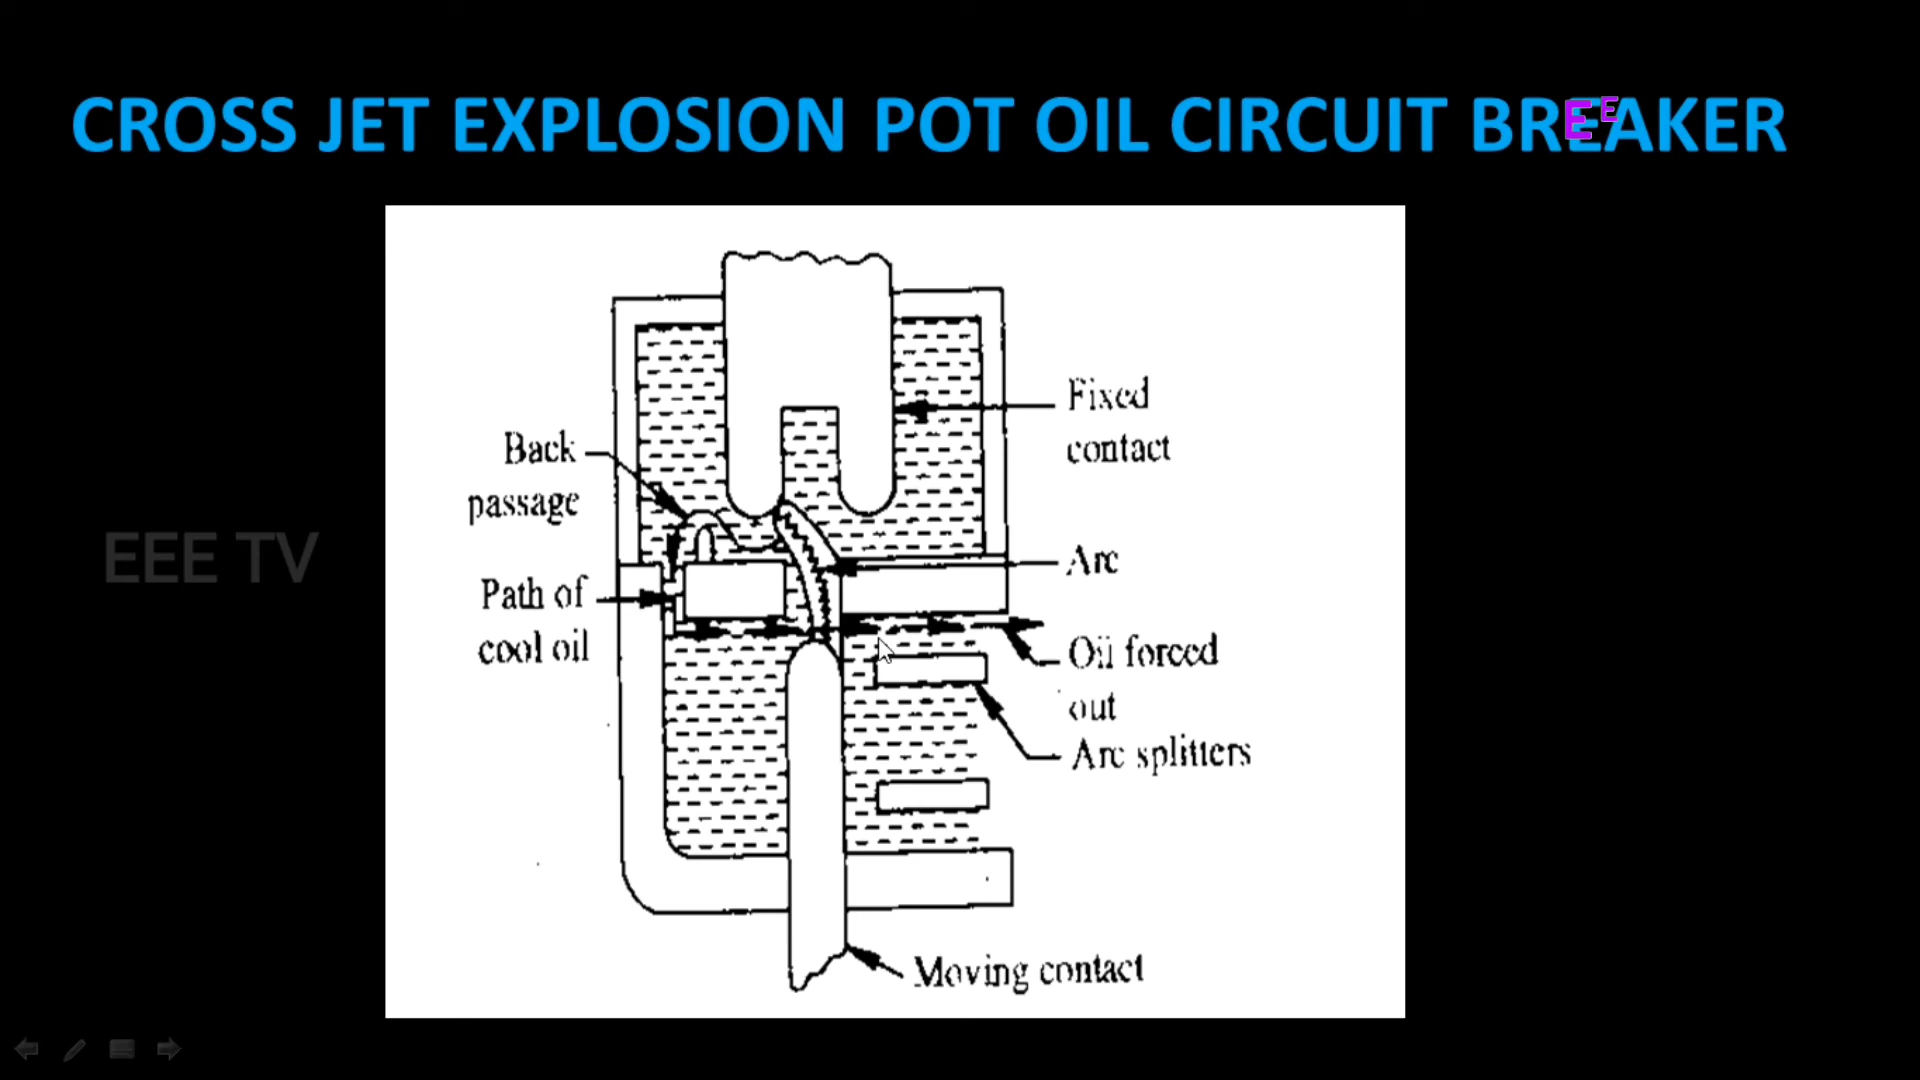 CROSS JET EXPLOSION POT OIL CIRCUIT BREAKER
E E
Fixed
contact
Back
passage
Arc
Path of
cool oil
Oil forced
out
Arc splitters
Moving contact
EEE TV